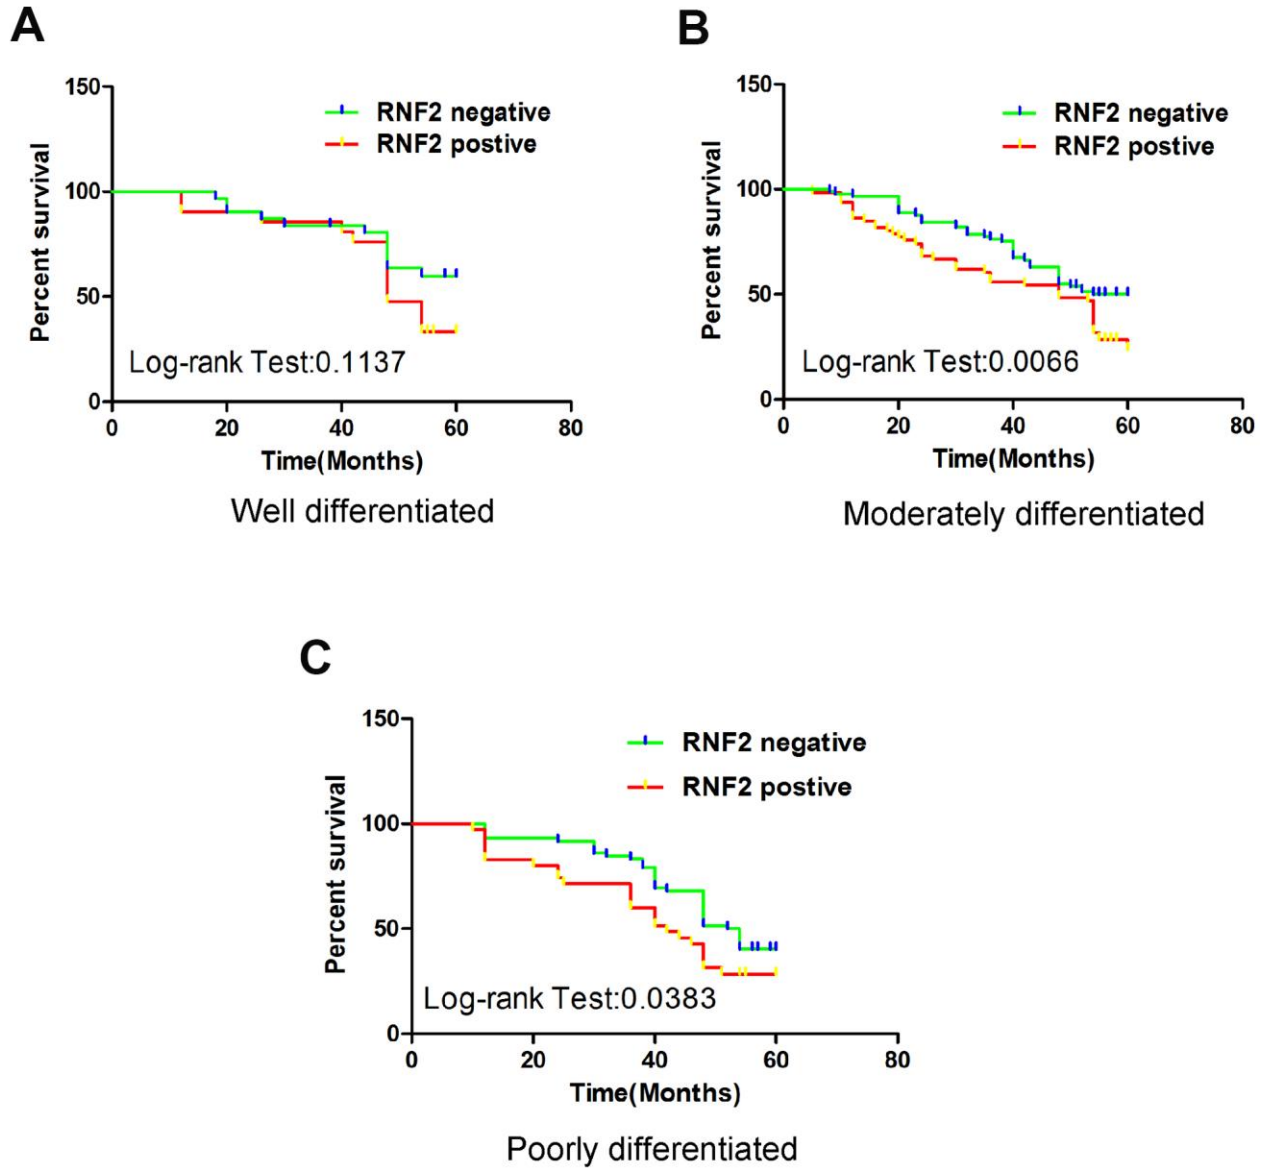 A
150
100
50
0
Percent survival
RNF2 negative
RNF2 postive
Log-rank Test:0.1137
0 20 40 60 80
Time(Months)
Well differentiated
B
150
100
50
0
Percent survival
RNF2 negative
RNF2 postive
Log-rank Test:0.0066
0 20 40 60 80
Time(Months)
Moderately differentiated
C
150
100
50
0
Percent survival
RNF2 negative
RNF2 postive
Log-rank Test:0.0383
0 20 40 60 80
Time(Months)
Poorly differentiated